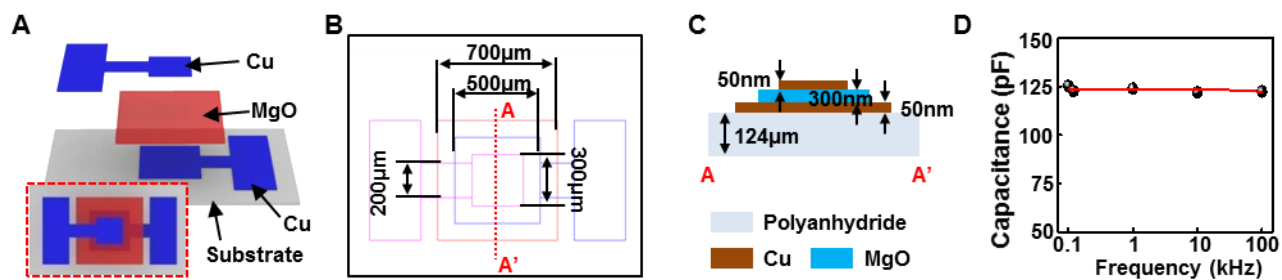 A
Cu
MgO
Cu
Substrate
B
700μm
500μm
A
200μm
300μm
A'
C
50nm
300nm
50nm
124μm
A
A'
Polyanhydride
Cu
MgO
D
Capacitance (pF)
150
125
100
75
50
0.1
1
10
100
Frequency (kHz)